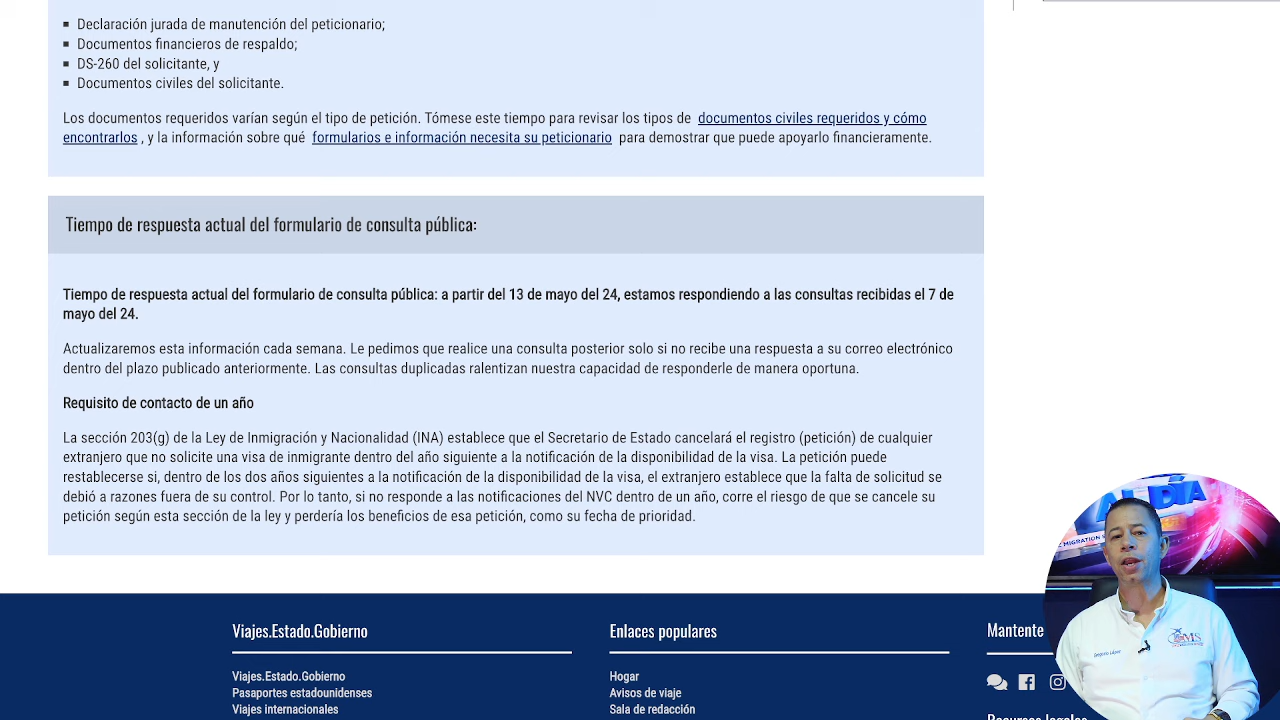 Declaración jurada de manutención del peticionario;
Documentos financieros de respaldo;
DS-260 del solicitante, y
Documentos civiles del solicitante.
Los documentos requeridos varían según el tipo de petición. Tómese este tiempo para revisar los tipos de documentos civiles requeridos y cómo
encontrarlos , y la información sobre qué formularios e información necesita su peticionario para demostrar que puede apoyarlo financieramente.
Tiempo de respuesta actual del formulario de consulta pública:
Tiempo de respuesta actual del formulario de consulta pública: a partir del 13 de mayo del 24, estamos respondiendo a las consultas recibidas el 7 de
mayo del 24.
Actualizaremos esta información cada semana. Le pedimos que realice una consulta posterior solo si no recibe una respuesta a su correo electrónico
dentro del plazo publicado anteriormente. Las consultas duplicadas ralentizan nuestra capacidad de responderle de manera oportuna.
Requisito de contacto de un año
La sección 203(g) de la Ley de Inmigración y Nacionalidad (INA) establece que el Secretario de Estado cancelará el registro (petición) de cualquier
extranjero que no solicite una visa de inmigrante dentro del año siguiente a la notificación de la disponibilidad de la visa. La petición puede
restablecerse si, dentro de los dos años siguientes a la notificación de la disponibilidad de la visa, el extranjero establece que la falta de solicitud se
debió a razones fuera de su control. Por lo tanto, si no responde a las notificaciones del NVC dentro de un año, corre el riesgo de que se cancele su
petición según esta sección de la ley y perdería los beneficios de esa petición, como su fecha de prioridad.
AL DÍA
MIGRATION
Viajes.Estado.Gobierno
Enlaces populares
Mantente
Viajes.Estado.Gobierno
Hogar
Pasaportes estadounidenses
Avisos de viaje
Viajes internacionales
Sala de redacción
Recursos legales